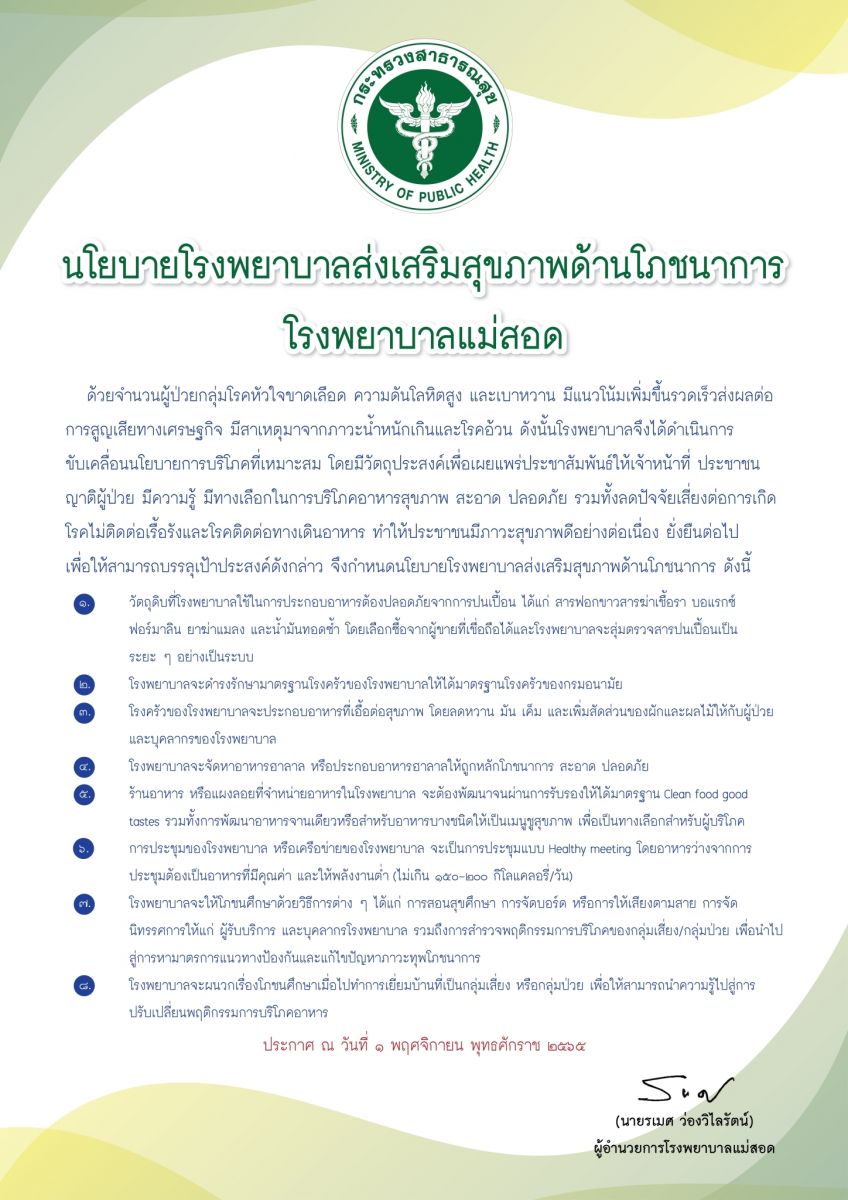 กระทรวงสาธารณสุข
MINISTRY OF PUBLIC HEALTH
นโยบายโรงพยาบาลส่งเสริมสุขภาพด้านโภชนาการ
โรงพยาบาลแม่สอด
ด้วยจำนวนผู้ป่วยกลุ่มโรคหัวใจขาดเลือด ความดันโลหิตสูง และเบาหวาน มีแนวโน้มเพิ่มขึ้นรวดเร็วส่งผลต่อ
การสูญเสียทางเศรษฐกิจ มีสาเหตุมาจากภาวะน้ำหนักเกินและโรคอ้วน ดังนั้นโรงพยาบาลจึงได้ดำเนินการ
ขับเคลื่อนนโยบายการบริโภคที่เหมาะสม โดยมีวัตถุประสงค์เพื่อเผยแพร่ประชาสัมพันธ์ให้เจ้าหน้าที่ ประชาชน
ญาติผู้ป่วย มีความรู้ มีทางเลือกในการบริโภคอาหารสุขภาพ สะอาด ปลอดภัย รวมทั้งลดปัจจัยเสี่ยงต่อการเกิด
โรคไม่ติดต่อเรื้อรังและโรคติดต่อทางเดินอาหาร ทำให้ประชาชนมีภาวะสุขภาพดีอย่างต่อเนื่อง ยั่งยืนต่อไป
เพื่อให้สามารถบรรลุเป้าประสงค์ดังกล่าว จึงกำหนดนโยบายโรงพยาบาลส่งเสริมสุขภาพด้านโภชนาการ ดังนี้
๑. วัตถุดิบที่โรงพยาบาลใช้ในการประกอบอาหารต้องปลอดภัยจากการปนเปื้อน ได้แก่ สารฟอกขาวสารฆ่าเชื้อรา บอแรกซ์
ฟอร์มาลิน ยาฆ่าแมลง และน้ำมันทอดซ้ำ โดยเลือกซื้อจากผู้ขายที่เชื่อถือได้และโรงพยาบาลจะสุ่มตรวจสารปนเปื้อนเป็น
ระยะ ๆ อย่างเป็นระบบ
๒. โรงพยาบาลจะดำรงรักษามาตรฐานโรงครัวของโรงพยาบาลให้ได้มาตรฐานโรงครัวของกรมอนามัย
๓. โรงครัวของโรงพยาบาลจะประกอบอาหารที่เอื้อต่อสุขภาพ โดยลดหวาน มัน เค็ม และเพิ่มสัดส่วนของผักและผลไม้ให้กับผู้ป่วย
และบุคลากรของโรงพยาบาล
๔. โรงพยาบาลจะจัดหาอาหารฮาลาล หรือประกอบอาหารฮาลาลให้ถูกหลักโภชนาการ สะอาด ปลอดภัย
๕. ร้านอาหาร หรือแผงลอยที่จำหน่ายอาหารในโรงพยาบาล จะต้องพัฒนาจนผ่านการรับรองให้ได้มาตรฐาน Clean food good
tastes รวมทั้งการพัฒนาอาหารจานเดียวหรือสำหรับอาหารบางชนิดให้เป็นเมนูชูสุขภาพ เพื่อเป็นทางเลือกสำหรับผู้บริโภค
๖. การประชุมของโรงพยาบาล หรือเครือข่ายของโรงพยาบาล จะเป็นการประชุมแบบ Healthy meeting โดยอาหารว่างจากการ
ประชุมต้องเป็นอาหารที่มีคุณค่า และให้พลังงานต่ำ (ไม่เกิน ๑๕๐-๒๐๐ กิโลแคลอรี่/วัน)
๗. โรงพยาบาลจะให้โภชนศึกษาด้วยวิธีการต่าง ๆ ได้แก่ การสอนสุขศึกษา การจัดบอร์ด หรือการให้เสียงตามสาย การจัด
นิทรรศการให้แก่ ผู้รับบริการ และบุคลากรโรงพยาบาล รวมถึงการสำรวจพฤติกรรมการบริโภคของกลุ่มเสี่ยง/กลุ่มป่วย เพื่อนำไป
สู่การหามาตรการแนวทางป้องกันและแก้ไขปัญหาภาวะทุพโภชนาการ
๘. โรงพยาบาลจะผนวกเรื่องโภชนศึกษาเมื่อไปทำการเยี่ยมบ้านที่เป็นกลุ่มเสี่ยง หรือกลุ่มป่วย เพื่อให้สามารถนำความรู้ไปสู่การ
ปรับเปลี่ยนพฤติกรรมการบริโภคอาหาร
ประกาศ ณ วันที่ ๑ พฤศจิกายน พุทธศักราช ๒๕๖๕
(นายรเมศ ว่องวิไลรัตน์)
ผู้อำนวยการโรงพยาบาลแม่สอด